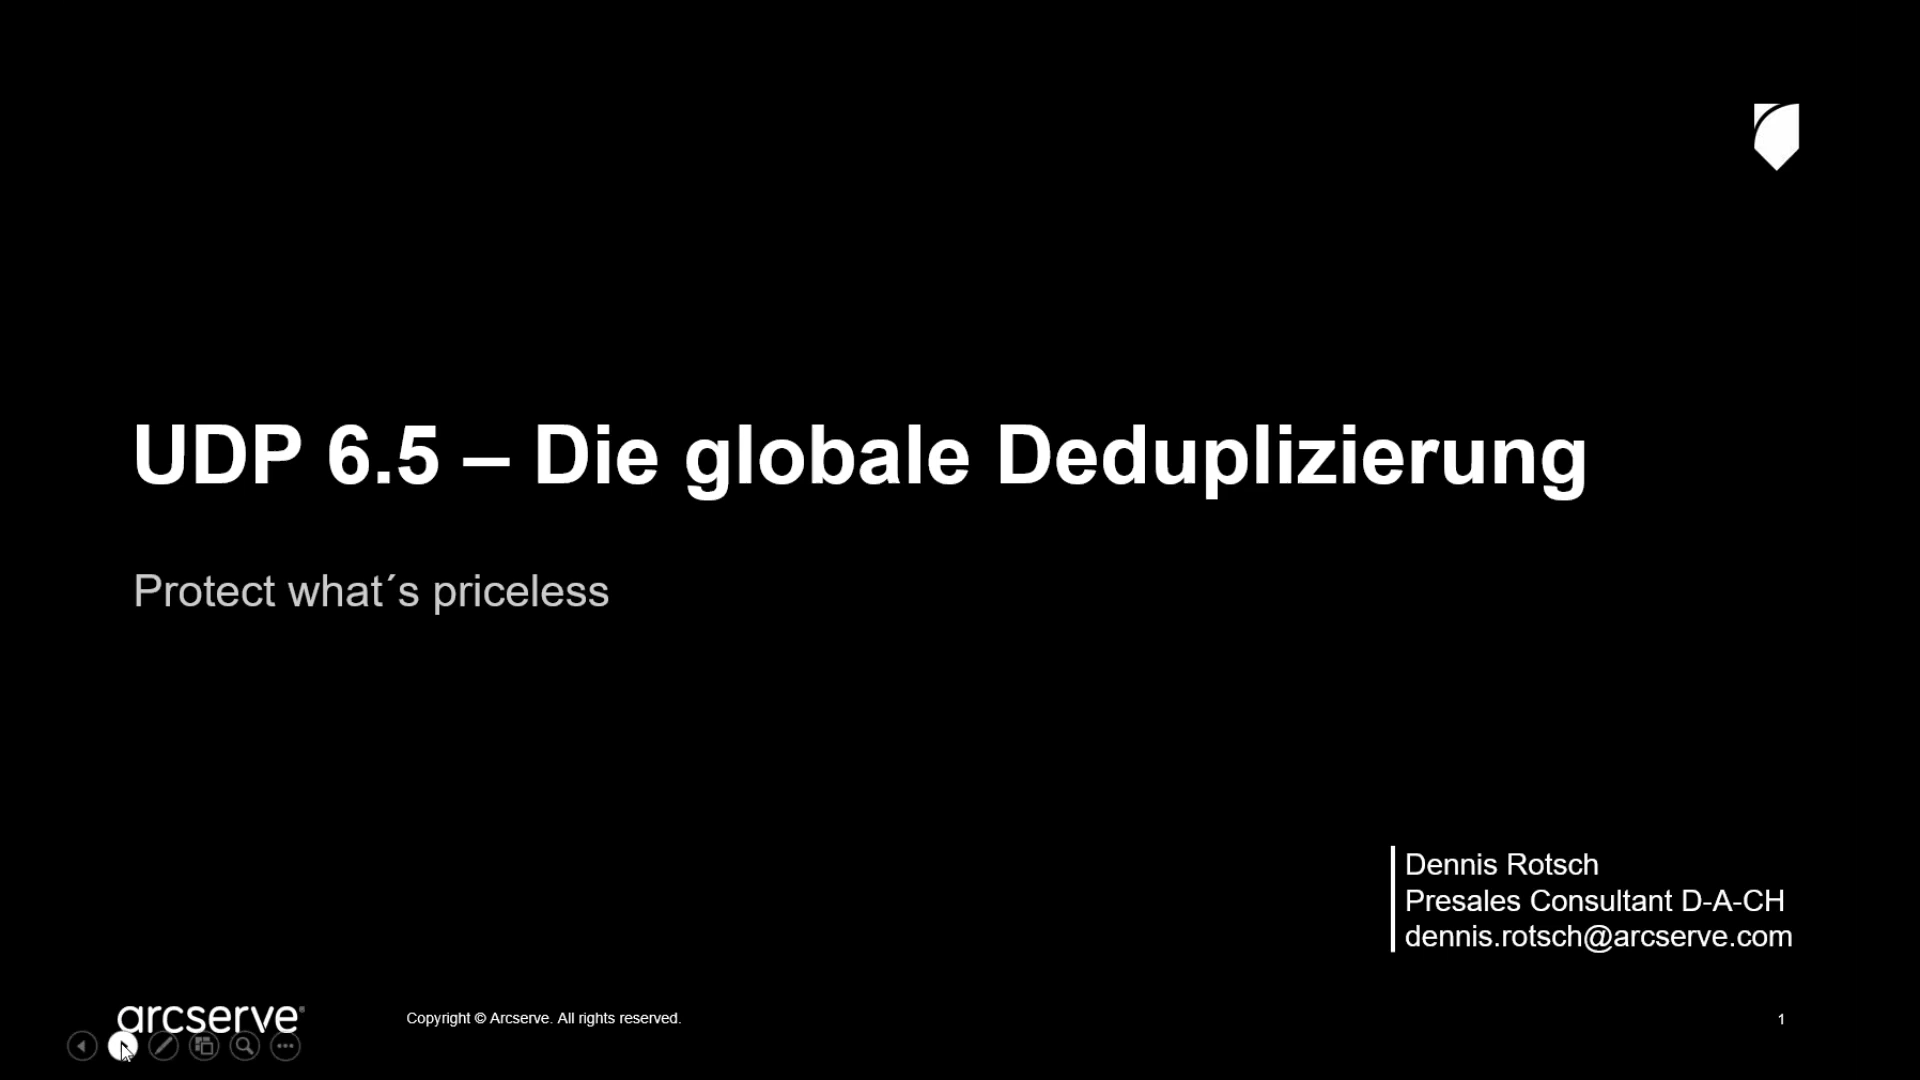 UDP 6.5 – Die globale Deduplizierung
Protect what´s priceless
Dennis Rotsch
Presales Consultant D-A-CH
dennis.rotsch@arcserve.com
arcserve®
Copyright © Arcserve. All rights reserved.
1